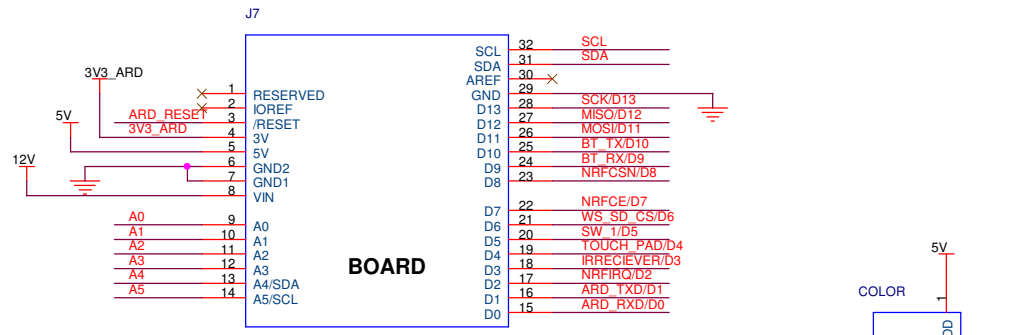 J7
3V3_ARD
5V
12V
ARD_RESET
3V3_ARD
1 RESERVED
2 IOREF
3 /RESET
4 3V
5 5V
6 GND2
7 GND1
8 VIN
A0 9 A0
A1 10 A1
A2 11 A2
A3 12 A3
A4 13 A4/SDA
A5 14 A5/SCL
BOARD
SCL 32 SCL
SDA 31 SDA
AREF 30
GND 29
D13 28 SCK/D13
D12 27 MISO/D12
D11 26 MOSI/D11
D10 25 BT_TX/D10
D9 24 BT_RX/D9
D8 23 NRFCSN/D8
D7 22 NRFCE/D7
D6 21 WS_SD_CS/D6
D5 20 SW_1/D5
D4 19 TOUCH_PAD/D4
D3 18 IRRECIEVER/D3
D2 17 NRFIRQ/D2
D1 16 ARD_TXD/D1
D0 15 ARD_RXD/D0
5V
COLOR
1